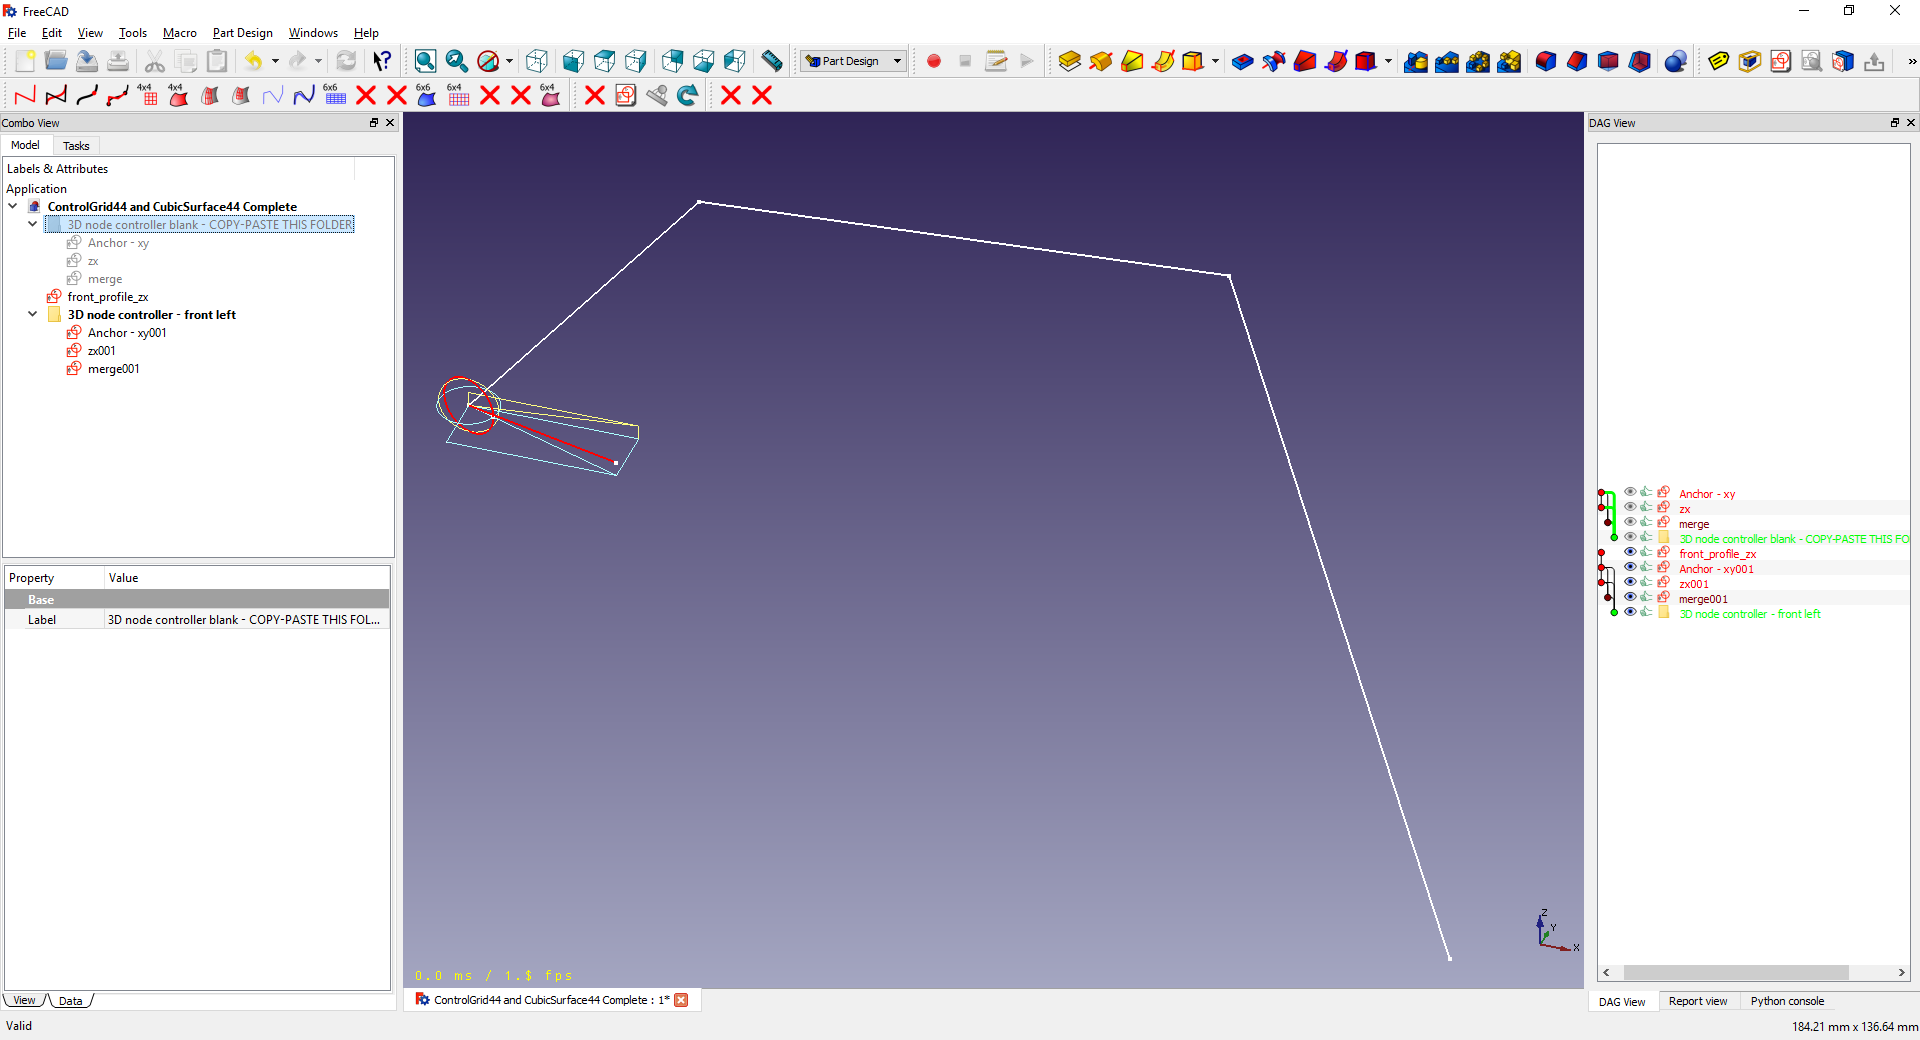 FreeCAD
File Edit View Tools Macro Part Design Windows Help
Part Design
4x4 4x4 6x6 6x6 6x4 6x4
Combo View
Model Tasks
Labels & Attributes
Application
ControlGrid44 and CubicSurface44 Complete
3D node controller blank - COPY-PASTE THIS FOLDER
Anchor - xy
zx
merge
front_profile_zx
3D node controller - front left
Anchor - xy001
zx001
merge001
Property Value
Base
Label 3D node controller blank - COPY-PASTE THIS FOL...
View Data
Valid
0.0 ms / 1.$ fps
Z
Y
X
ControlGrid44 and CubicSurface44 Complete : 1*
DAG View
Anchor - xy
zx
merge
3D node controller blank - COPY-PASTE THIS FO
front_profile_zx
Anchor - xy001
zx001
merge001
3D node controller - front left
DAG View Report view Python console
184.21 mm x 136.64 mm